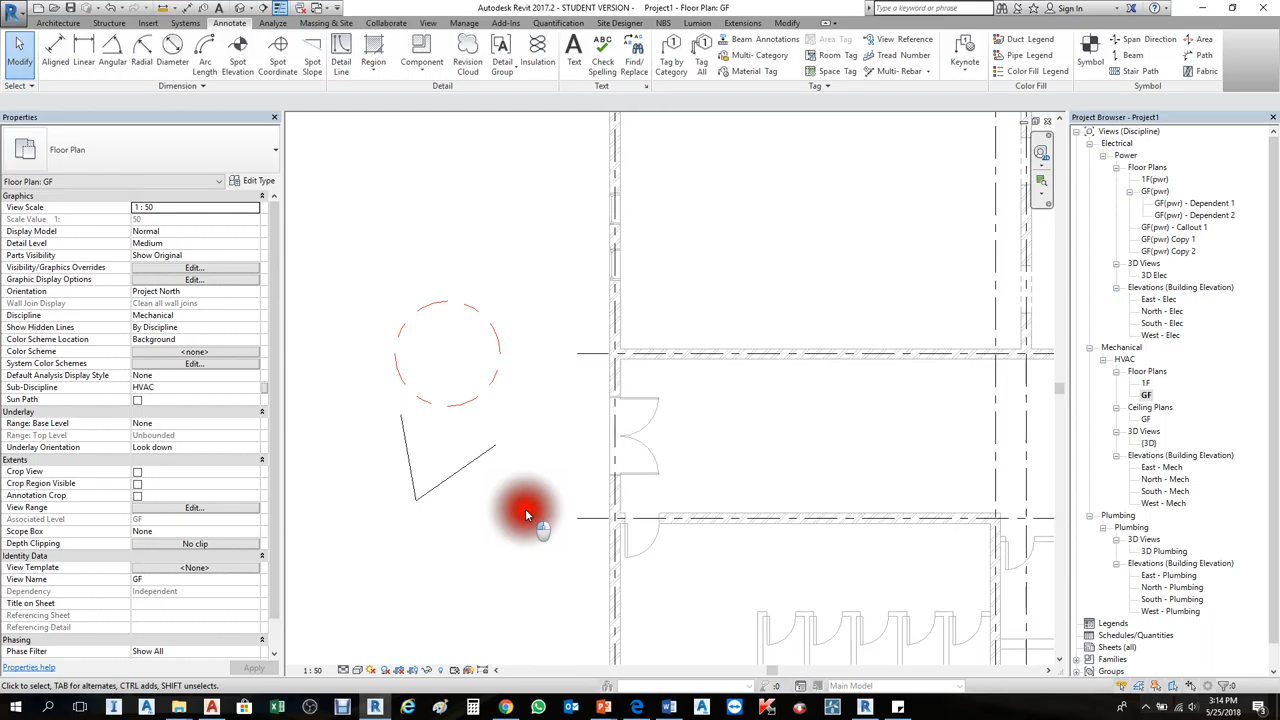 Autodesk Revit 2017.2 - STUDENT VERSION - Project1 - Floor Plan: GF
Type a keyword or phrase
Sign In
Architecture Structure Insert Systems Annotate Analyze Massing & Site Collaborate View Manage Add-Ins Quantification Site Designer Extensions NBS Lumion Modify
Modify Aligned Linear Angular Radial Diameter Arc Length Spot Elevation Spot Coordinate Spot Slope Detail Line Region Component Revision Cloud Detail Group Insulation Text Check Spelling Find/ Replace Tag by Category Tag All
Beam Annotations Area Tag View Reference
Multi-Category Room Tag Tread Number
Material Tag Space Tag Multi-Rebar
Keynote
Duct Legend
Pipe Legend
Color Fill Legend
Symbol
Span Direction Area
Beam Path
Stair Path Fabric
Select Dimension Detail Text Tag Color Fill Symbol
Properties
Floor Plan
Floor Plan: GF Edit Type
Graphics
View Scale 1 : 50
Scale Value 1: 50
Display Model Normal
Detail Level Medium
Parts Visibility Show Original
Visibility/Graphics Overrides Edit...
Graphic Display Options Edit...
Orientation Project North
Wall Join Display Clean all wall joins
Discipline Mechanical
Show Hidden Lines By Discipline
Color Scheme Location Background
Color Scheme <none>
System Color Schemes Edit...
Default Analysis Display Style None
Sub-Discipline HVAC
Sun Path
Underlay
Range: Base Level None
Range: Top Level Unbounded
Underlay Orientation Look down
Extents
Crop View
Crop Region Visible
Annotation Crop
View Range Edit...
Associated Level GF
Scope Box None
Depth Clipping No clip
Identity Data
View Template <None>
View Name GF
Dependency Independent
Title on Sheet
Referencing Sheet
Referencing Detail
Phasing
Phase Filter Show All
Properties help Apply
1 : 50
Project Browser - Project1
Views (Discipline)
Electrical
Power
Floor Plans
1F(pwr)
GF(pwr)
GF(pwr) - Dependent 1
GF(pwr) - Dependent 2
GF(pwr) - Callout 1
GF(pwr) Copy 1
GF(pwr) Copy 2
3D Views
3D Elec
Elevations (Building Elevation)
East - Elec
North - Elec
South - Elec
West - Elec
Mechanical
HVAC
Floor Plans
1F
GF
Ceiling Plans
GF
3D Views
{3D}
Elevations (Building Elevation)
East - Mech
North - Mech
South - Mech
West - Mech
Plumbing
Plumbing
3D Views
3D Plumbing
Elevations (Building Elevation)
East - Plumbing
North - Plumbing
South - Plumbing
West - Plumbing
Legends
Schedules/Quantities
Sheets (all)
Families
Groups
Click to select, TAB for alternates, CTRL adds, SHIFT unselects.
:0 Main Model :0
3:14 PM
5/25/2018